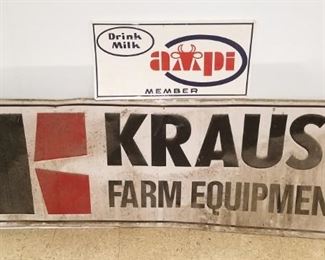 Drink
Milk
ampi
MEMBER
KRAUS
FARM EQUIPMEN